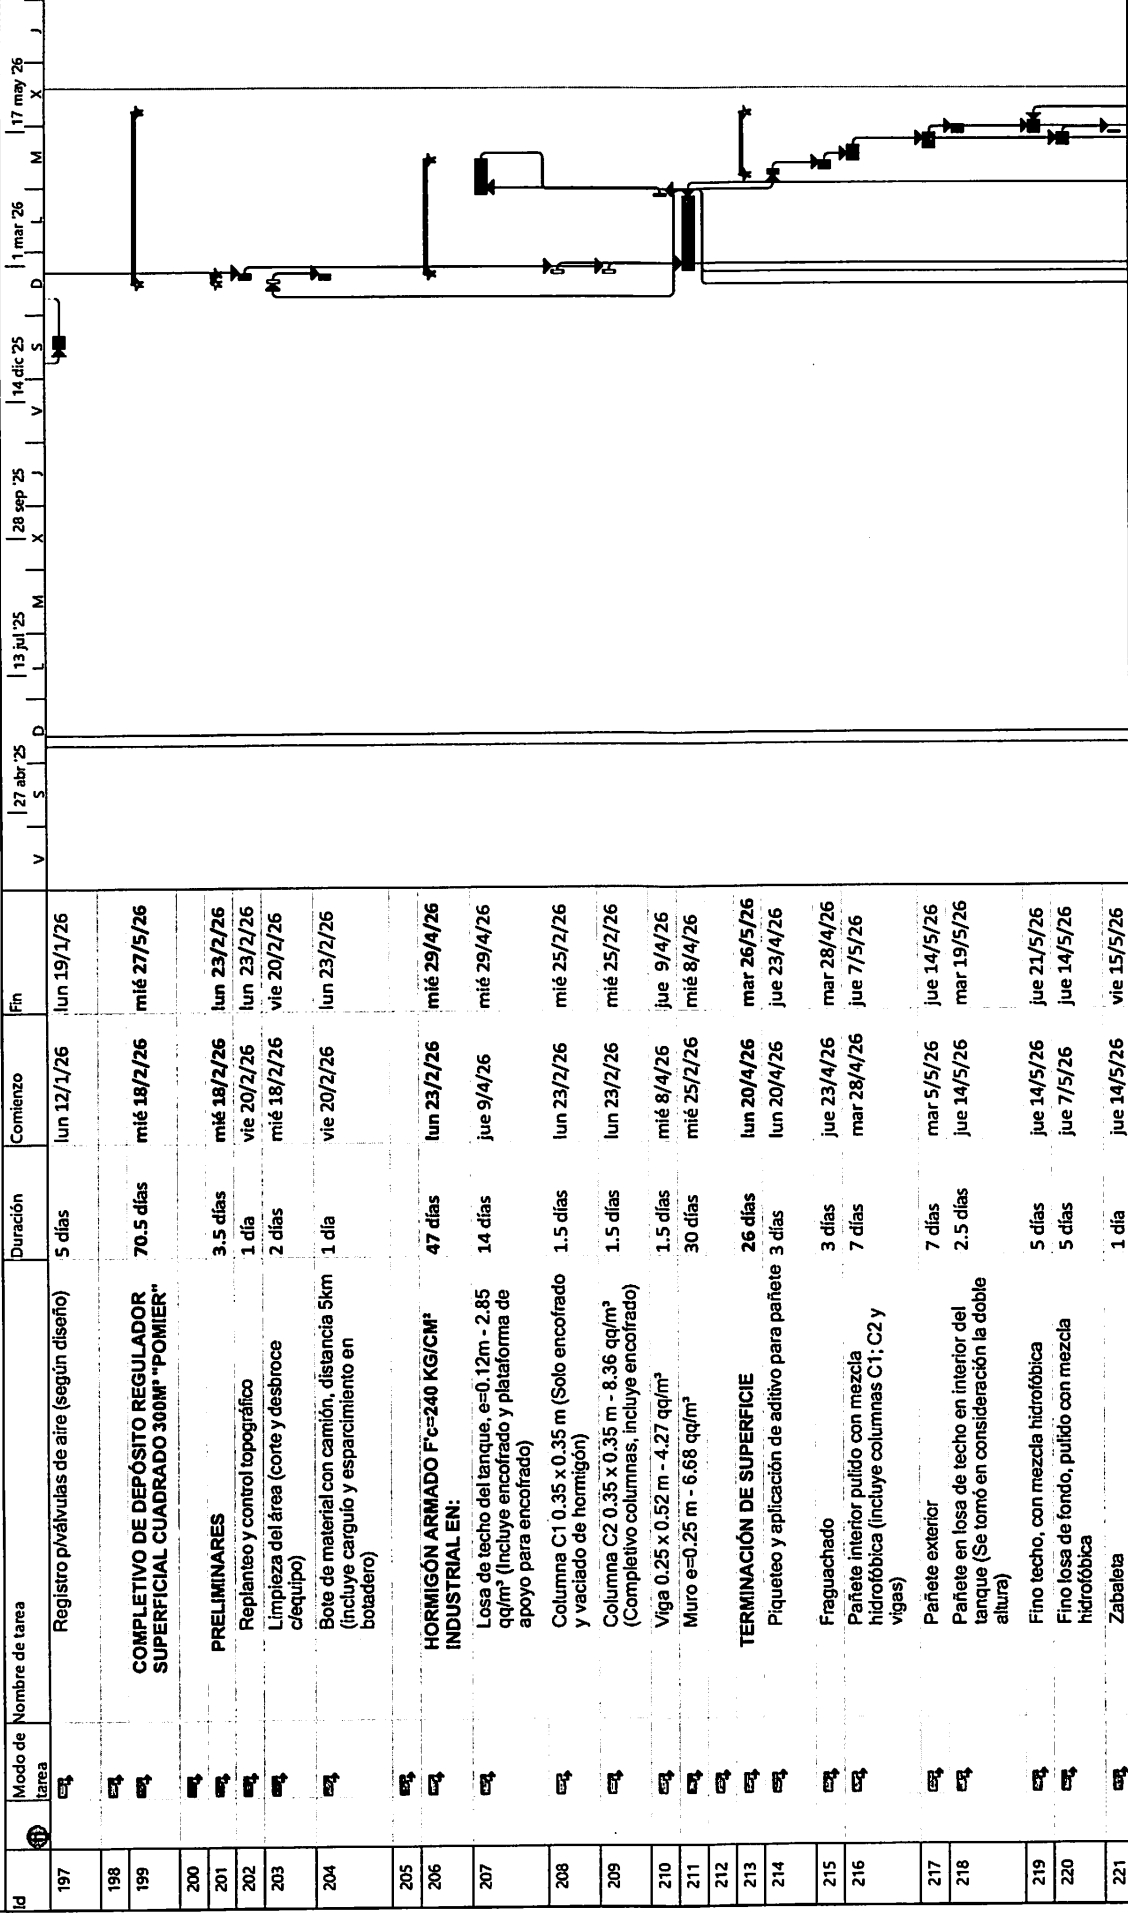 Id Modo de tarea Nombre de tarea Duración Comienzo Fin
27 abr '25 13 jul '25 28 sep '25 14 dic '25 1 mar '26 17 may '26
V S D L M X J V S D L M X J
197 Registro p/válvulas de aire (según diseño) 5 días lun 12/1/26 lun 19/1/26
198
199 COMPLETIVO DE DEPÓSITO REGULADOR
SUPERFICIAL CUADRADO 300M³ "POMIER" 70.5 días mié 18/2/26 mié 27/5/26
200
201 PRELIMINARES 3.5 días mié 18/2/26 lun 23/2/26
202 Replanteo y control topográfico 1 día vie 20/2/26 lun 23/2/26
203 Limpieza del área (corte y desbroce
c/equipo) 2 días mié 18/2/26 vie 20/2/26
204 Bote de material con camión, distancia 5km
(incluye carguío y esparcimiento en
botadero) 1 día vie 20/2/26 lun 23/2/26
205
206 HORMIGÓN ARMADO F'c=240 KG/CM²
INDUSTRIAL EN: 47 días lun 23/2/26 mié 29/4/26
207 Losa de techo del tanque, e=0.12m - 2.85
qq/m³ (Incluye encofrado y plataforma de
apoyo para encofrado) 14 días jue 9/4/26 mié 29/4/26
208 Columna C1 0.35 x 0.35 m (Solo encofrado
y vaciado de hormigón) 1.5 días lun 23/2/26 mié 25/2/26
209 Columna C2 0.35 x 0.35 m - 8.36 qq/m³
(Completivo columnas, incluye encofrado) 1.5 días lun 23/2/26 mié 25/2/26
210 Viga 0.25 x 0.52 m - 4.27 qq/m³ 1.5 días mié 8/4/26 jue 9/4/26
211 Muro e=0.25 m - 6.68 qq/m³ 30 días mié 25/2/26 mié 8/4/26
212
213 TERMINACIÓN DE SUPERFICIE 26 días lun 20/4/26 mar 26/5/26
214 Piqueteo y aplicación de aditivo para pañete 3 días lun 20/4/26 jue 23/4/26
215 Fraguachado 3 días jue 23/4/26 mar 28/4/26
216 Pañete interior pulido con mezcla
hidrofóbica (incluye columnas C1; C2 y
vigas) 7 días mar 28/4/26 jue 7/5/26
217 Pañete exterior 7 días mar 5/5/26 jue 14/5/26
218 Pañete en losa de techo en interior del
tanque (Se tomó en consideración la doble
altura) 2.5 días jue 14/5/26 mar 19/5/26
219 Fino techo, con mezcla hidrofóbica 5 días jue 14/5/26 jue 21/5/26
220 Fino losa de fondo, pulido con mezcla
hidrofóbica 5 días jue 7/5/26 jue 14/5/26
221 Zabaleta 1 día jue 14/5/26 vie 15/5/26